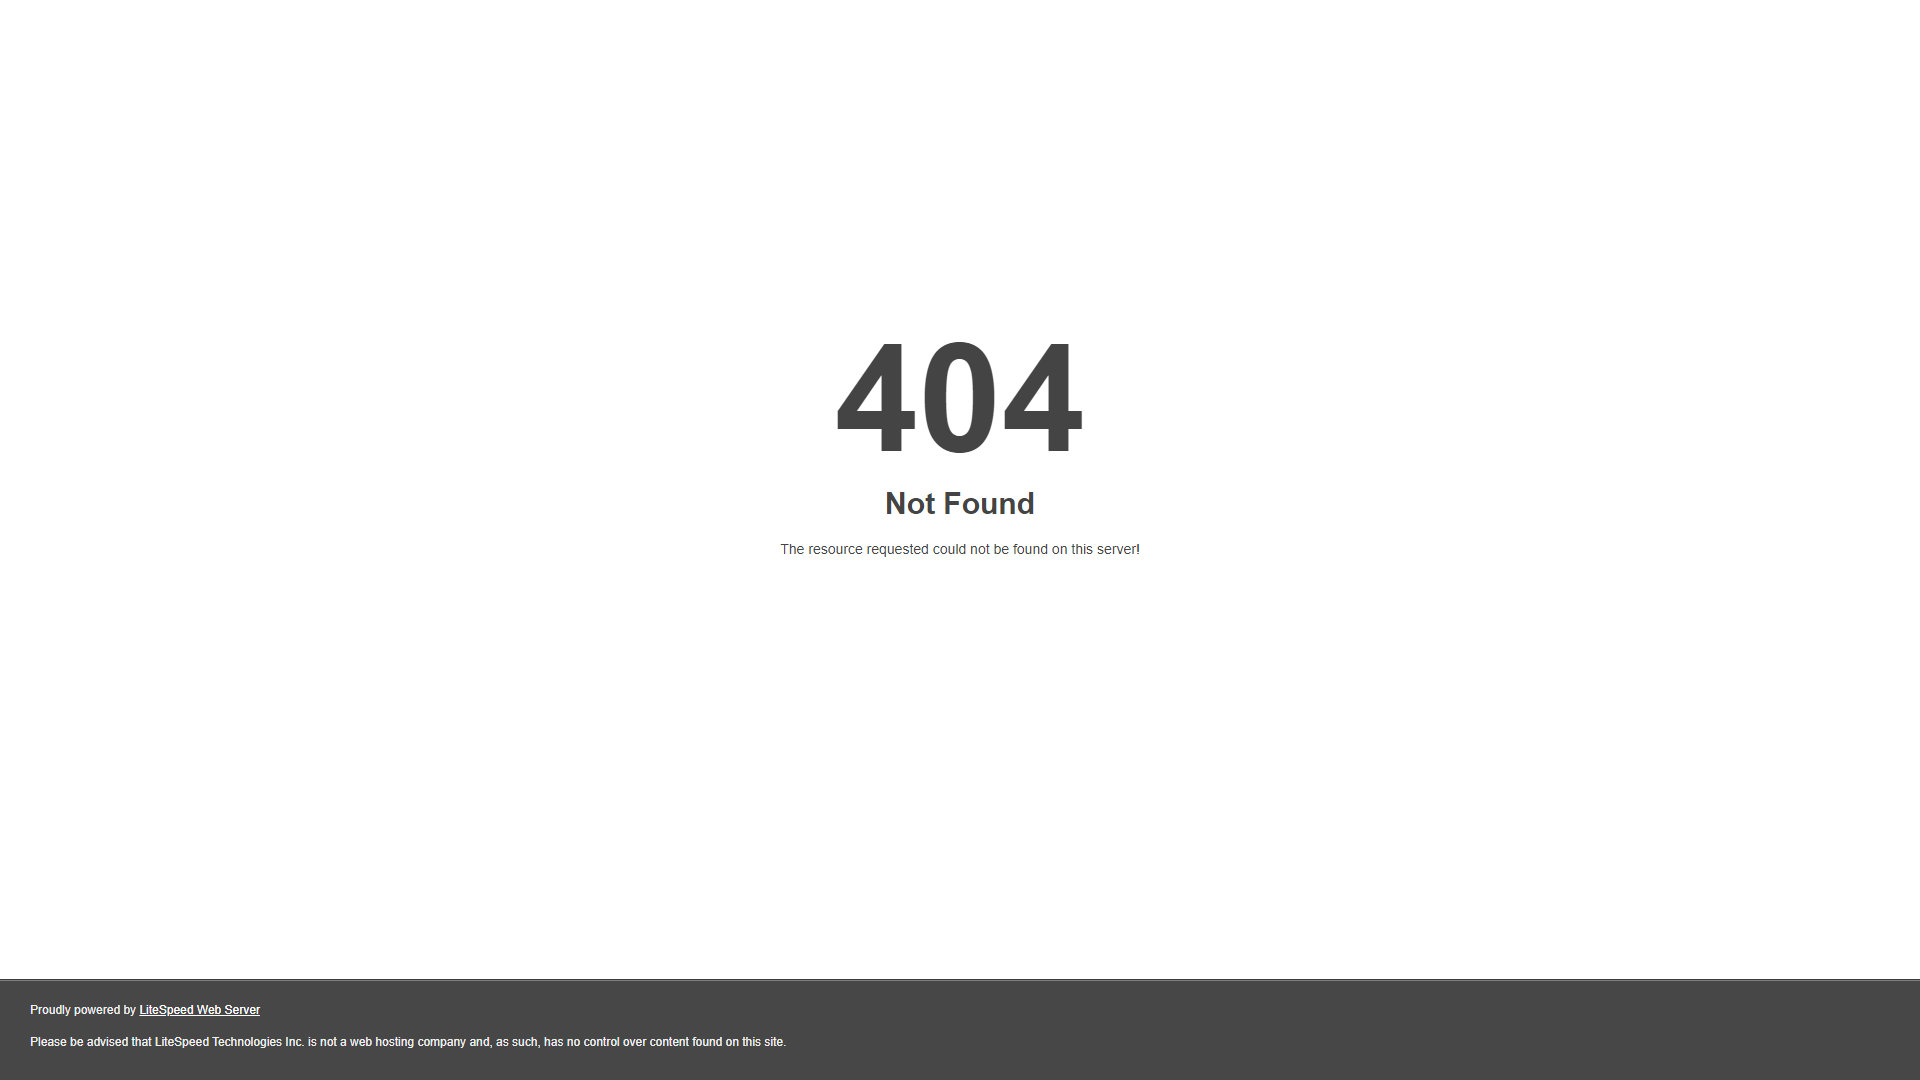 404
Not Found
The resource requested could not be found on this server!
Proudly powered by LiteSpeed Web Server
Please be advised that LiteSpeed Technologies Inc. is not a web hosting company and, as such, has no control over content found on this site.